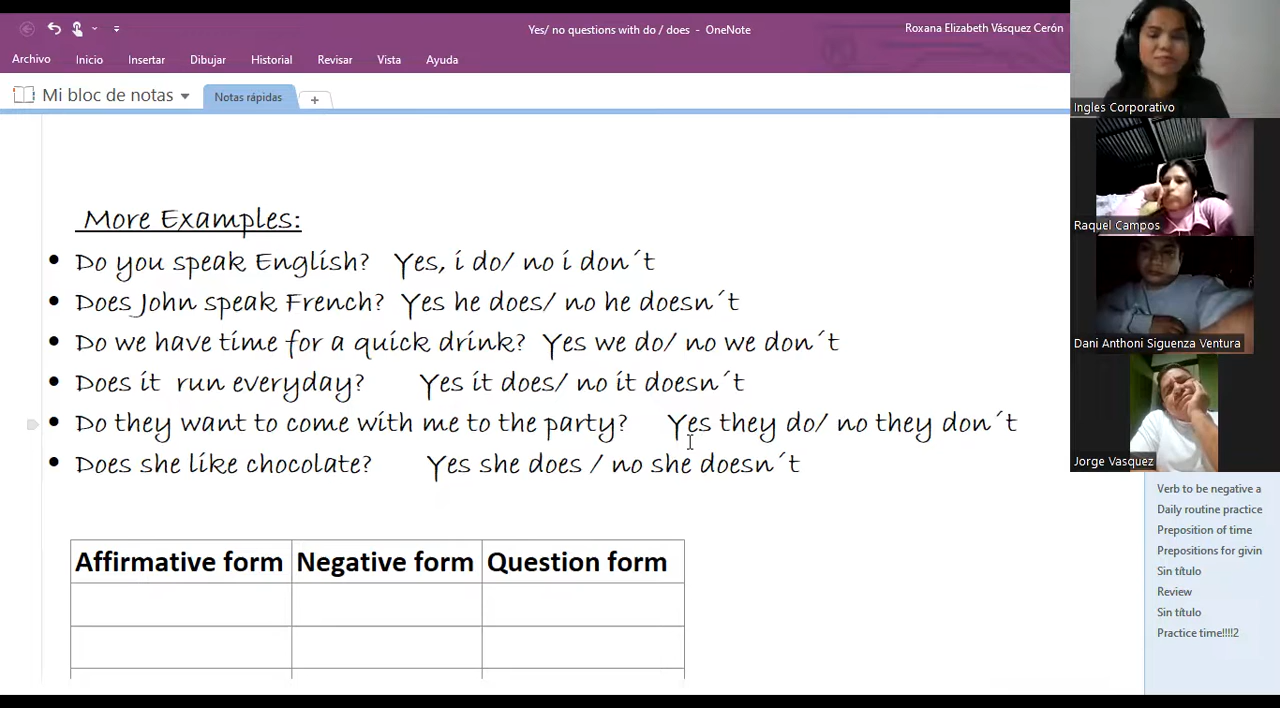 Yes/ no questions with do / does - OneNote
Roxana Elizabeth Vásquez Cerón
Archivo Inicio Insertar Dibujar Historial Revisar Vista Ayuda
Mi bloc de notas
Notas rápidas
Ingles Corporativo
Raquel Campos
Dani Anthoni Siguenza Ventura
Jorge Vasquez
More Examples:
Do you speak English? Yes, i do/ no i don´t
Does John speak French? Yes he does/ no he doesn´t
Do we have time for a quick drink? Yes we do/ no we don´t
Does it run everyday? Yes it does/ no it doesn´t
Do they want to come with me to the party? Yes they do/ no they don´t
Does she like chocolate? Yes she does / no she doesn´t
Affirmative form Negative form Question form
Verb to be negative a
Daily routine practice
Preposition of time
Prepositions for givin
Sin título
Review
Sin título
Practice time!!!!2